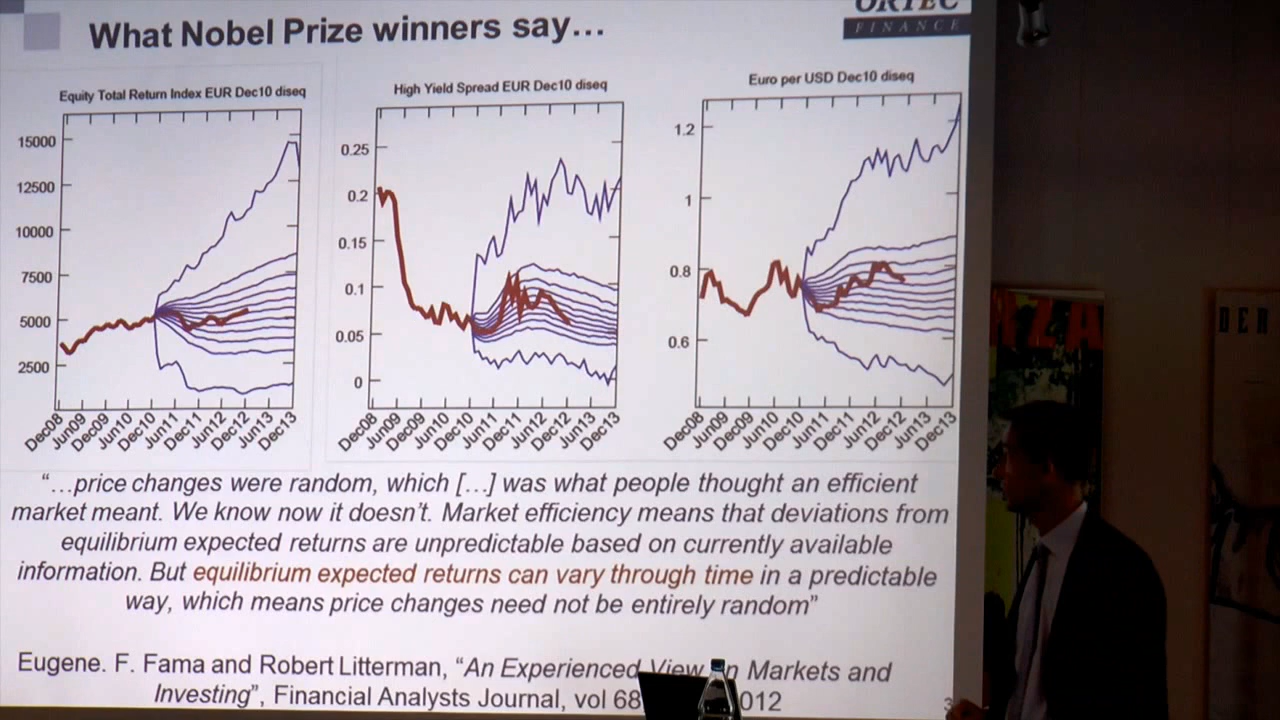 What Nobel Prize winners say…
ORTEC
FINANCE
Equity Total Return Index EUR Dec10 diseq
15000
12500
10000
7500
5000
2500
Dec08
Jun09
Dec09
Jun10
Dec10
Jun11
Dec11
Jun12
Dec12
Jun13
Dec13
High Yield Spread EUR Dec10 diseq
0.25
0.2
0.15
0.1
0.05
0
Dec08
Jun09
Dec09
Jun10
Dec10
Jun11
Dec11
Jun12
Dec12
Jun13
Dec13
Euro per USD Dec10 diseq
1.2
1
0.8
0.6
Dec08
Jun09
Dec09
Jun10
Dec10
Jun11
Dec11
Jun12
Dec12
Jun13
Dec13
“…price changes were random, which […] was what people thought an efficient
market meant. We know now it doesn’t. Market efficiency means that deviations from
equilibrium expected returns are unpredictable based on currently available
information. But equilibrium expected returns can vary through time in a predictable
way, which means price changes need not be entirely random”
Eugene. F. Fama and Robert Litterman, “An Experienced View Markets and
Investing”, Financial Analysts Journal, vol 68 012
DER